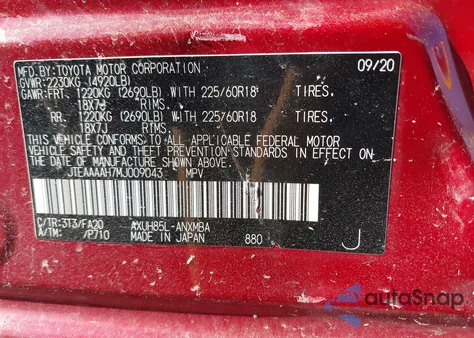 MFD. BY: TOYOTA MOTOR CORPORATION 09/20
GVWR: 2230KG (4920LB)
GAWR: FRT. 1220KG (2690LB) WITH 225/60R18 TIRES.
18X7J RIMS.
RR. 1220KG (2690LB) WITH 225/60R18 TIRES.
18X7J RIMS.
THIS VEHICLE CONFORMS TO ALL APPLICABLE FEDERAL MOTOR
VEHICLE SAFETY AND THEFT PREVENTION STANDARDS IN EFFECT
ON THE DATE OF MANUFACTURE SHOWN ABOVE.
JTEAAAAH7MJ009043 MPV
C/TR: 3T3/FA20 AXUH85L-ANXMBA
A/TM: /P710 MADE IN JAPAN 880 J
autoSnap